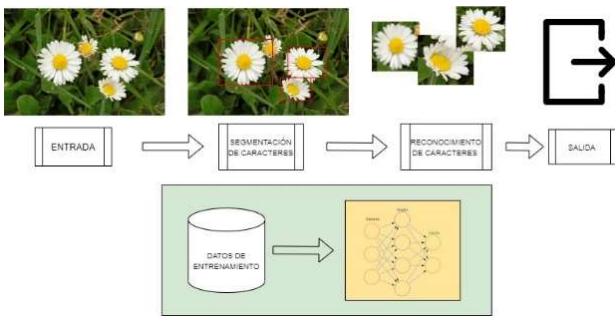 ENTRADA
SEGMENTACIÓN
DE CARACTERES
RECONOCIMIENTO
DE CARACTERES
SALIDA
DATOS DE
ENTRENAMIENTO